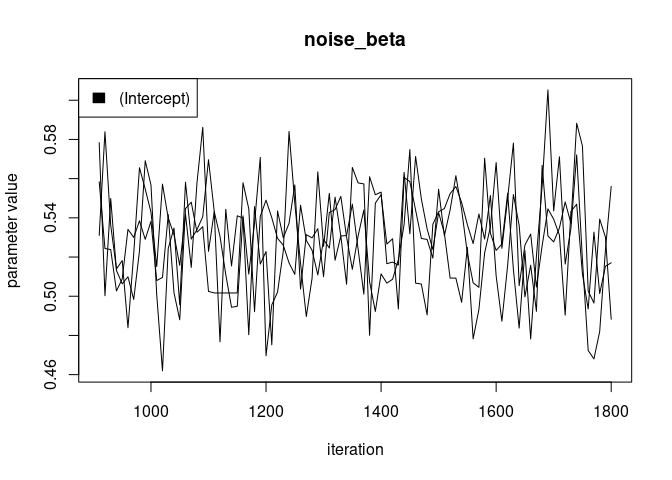 noise_beta
(Intercept)
parameter value
0.58
0.54
0.50
0.46
1000 1200 1400 1600 1800
iteration